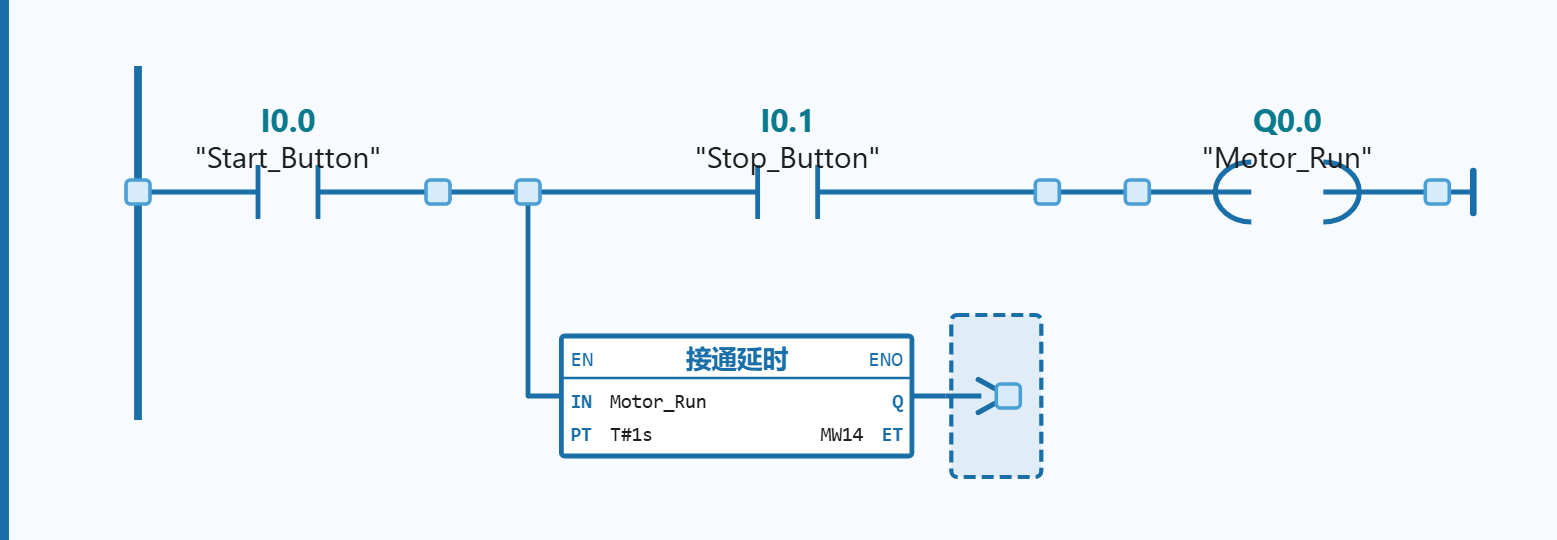 I0.0
"Start_Button"
I0.1
"Stop_Button"
Q0.0
"Motor_Run"
EN 接通延时 ENO
IN Motor_Run Q
PT T#1s MW14 ET